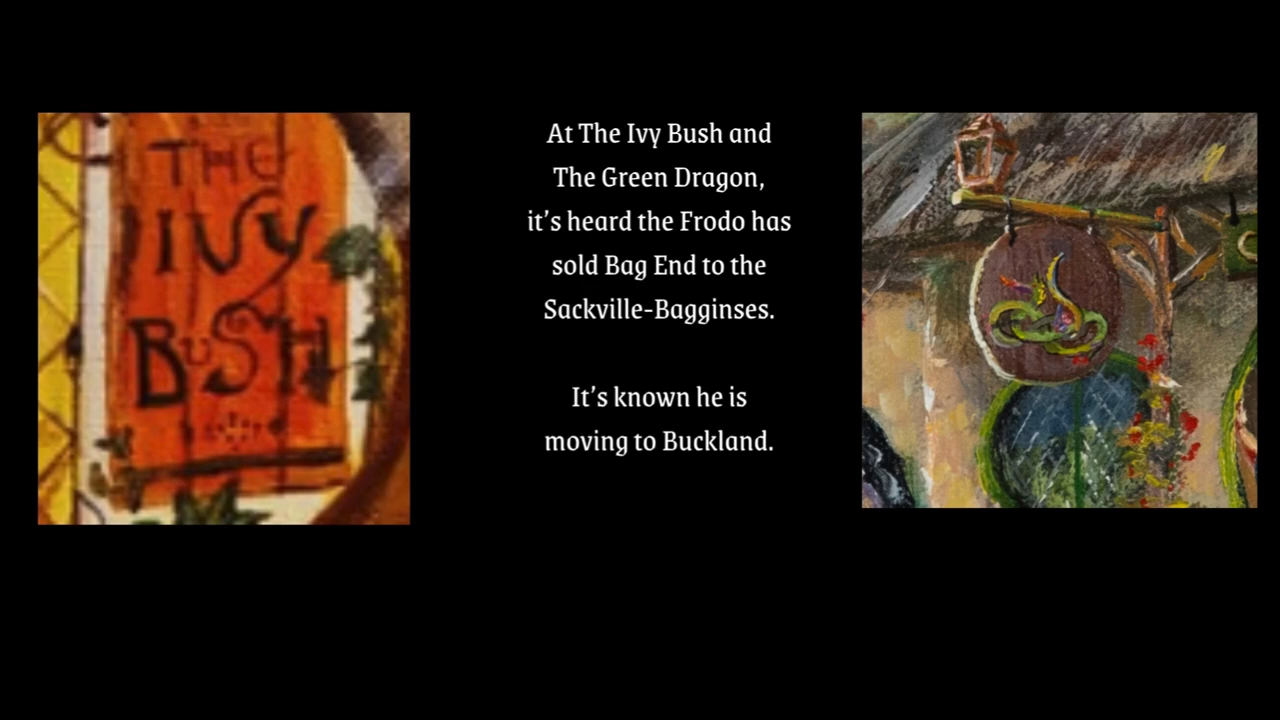 THE
IVY
BUSH
At The Ivy Bush and
The Green Dragon,
it’s heard the Frodo has
sold Bag End to the
Sackville-Bagginses.
It’s known he is
moving to Buckland.